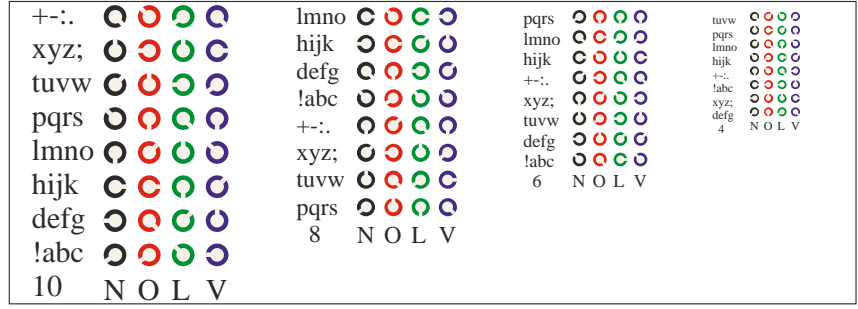 +-:.
xyz;
tuvw
pqrs
lmno
hijk
defg
!abc
10 N O L V
lmno
hijk
defg
!abc
+-:.
xyz;
tuvw
pqrs
8 N O L V
pqrs
lmno
hijk
+-:.
xyz;
tuvw
defg
!abc
6 N O L V
tuvw
pqrs
lmno
hijk
+-:.
!abc
xyz;
defg
4 N O L V